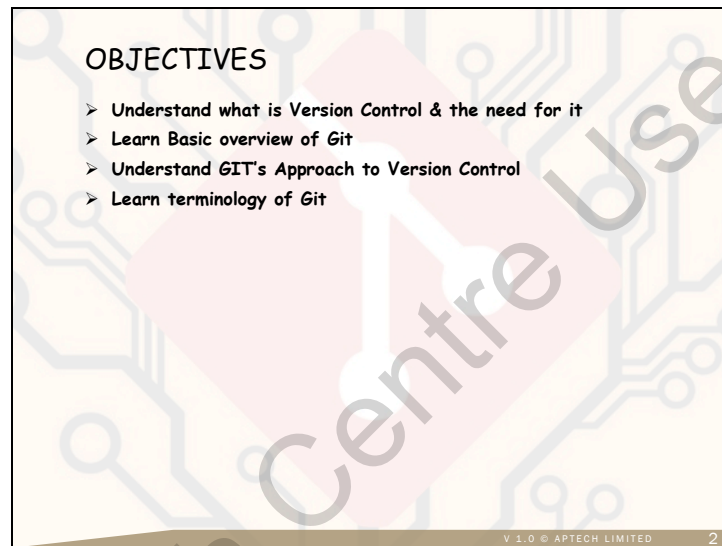 OBJECTIVES
➢ Understand what is Version Control & the need for it
➢ Learn Basic overview of Git
➢ Understand GIT's Approach to Version Control
➢ Learn terminology of Git
Centre Use
V 1.0 © APTECH LIMITED 2